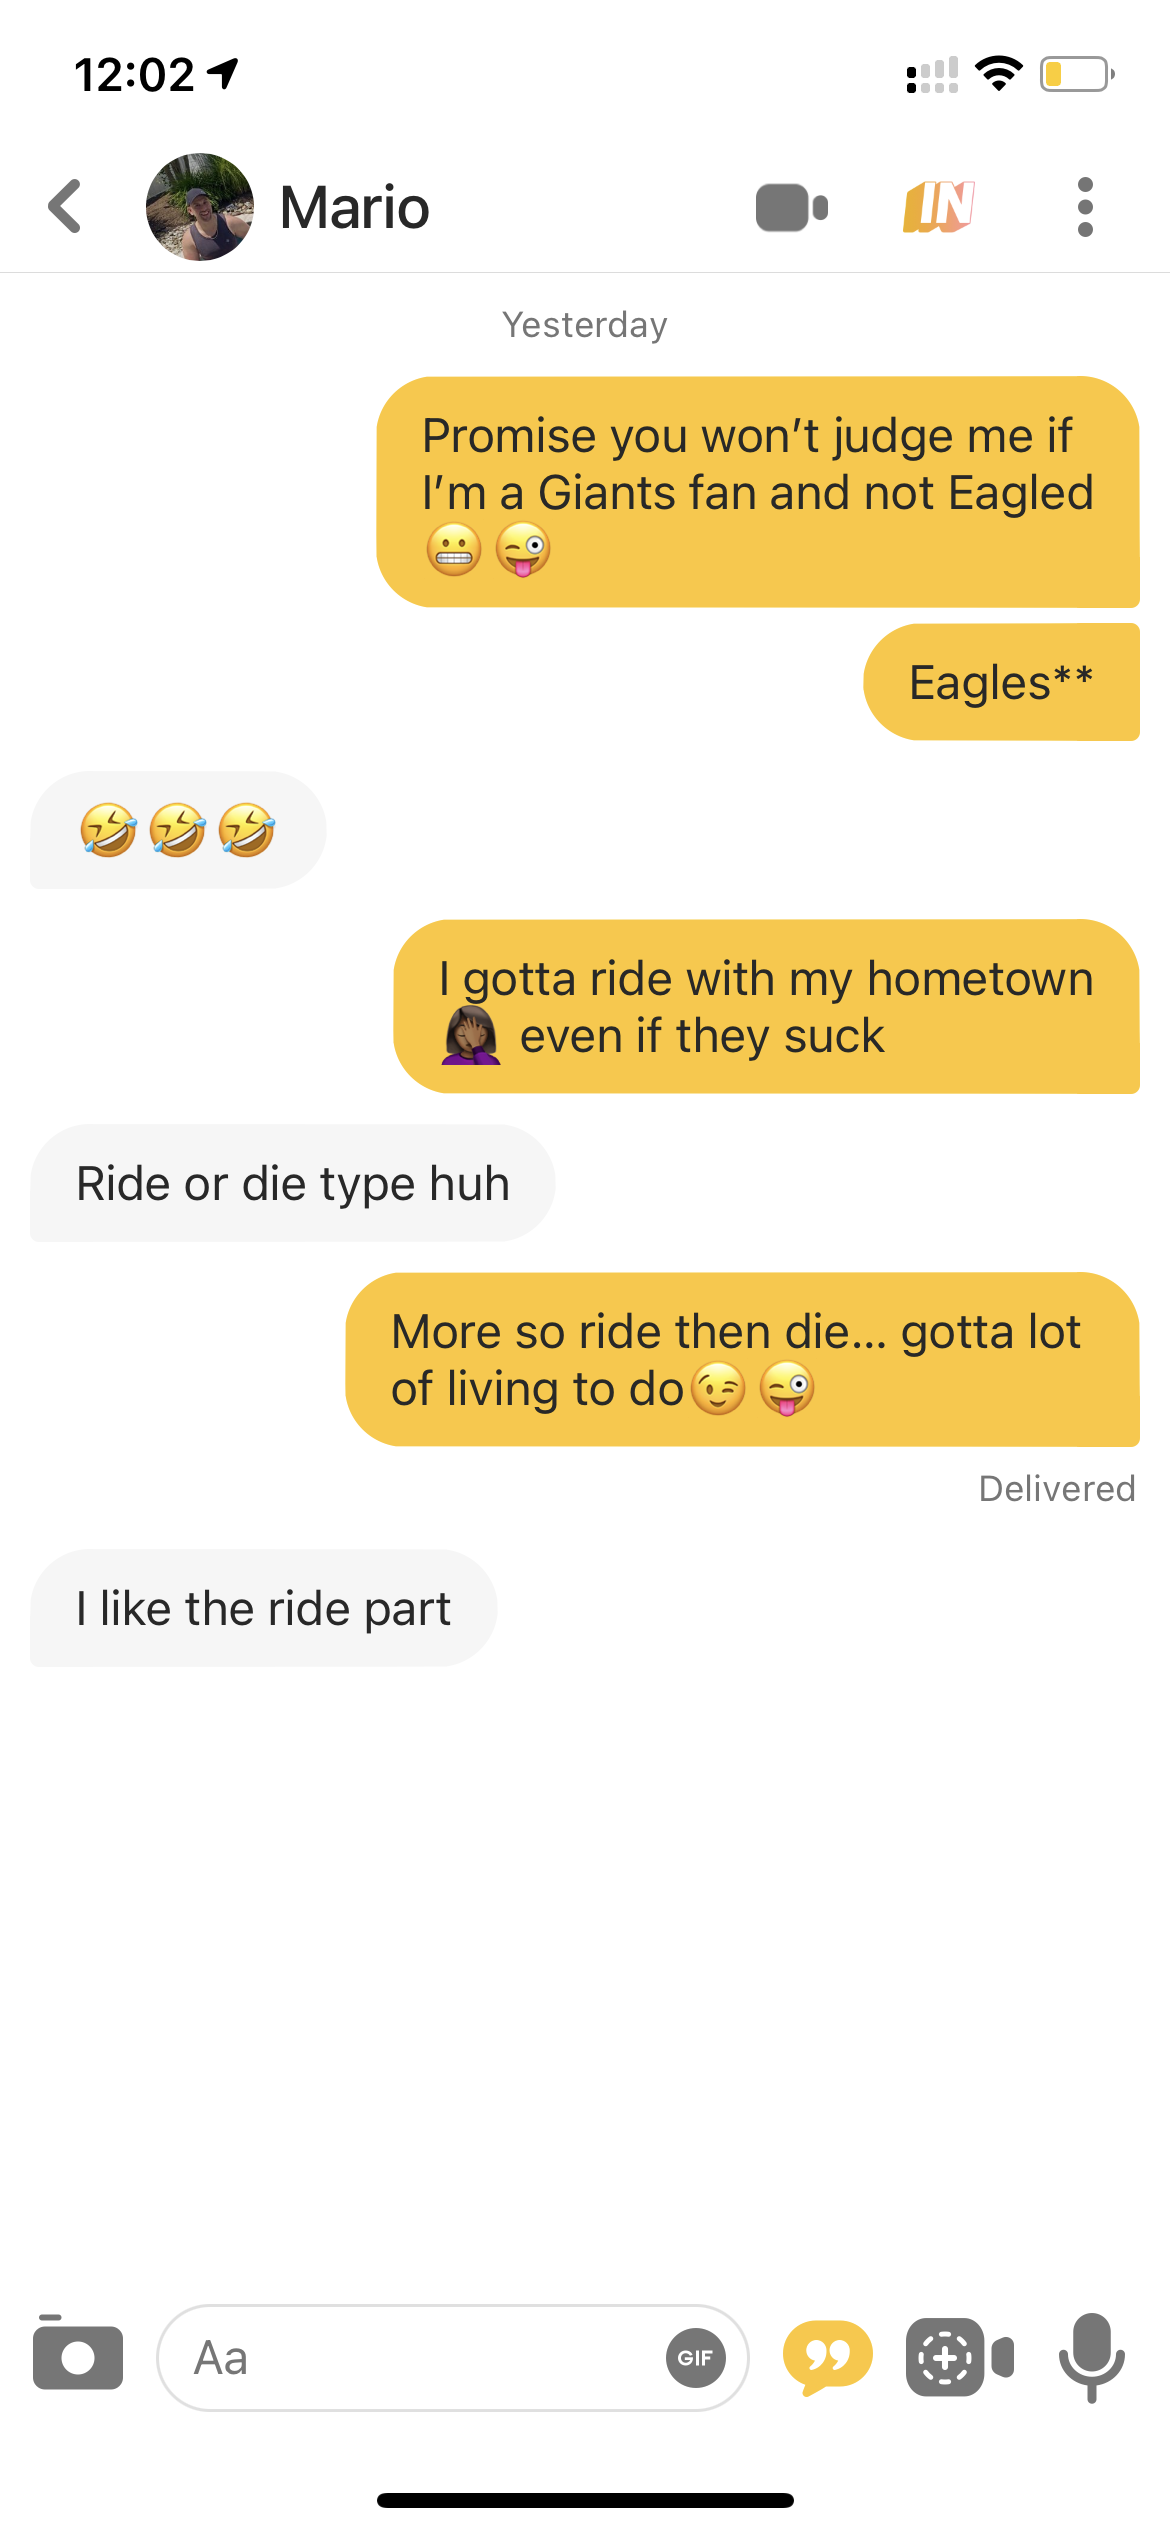 12:02
Mario
IN
Yesterday
Promise you won’t judge me if
I’m a Giants fan and not Eagled
😬😜
Eagles**
🤣🤣🤣
I gotta ride with my hometown
🤦🏾‍♀️ even if they suck
Ride or die type huh
More so ride then die... gotta lot
of living to do😉😜
Delivered
I like the ride part
Aa
GIF